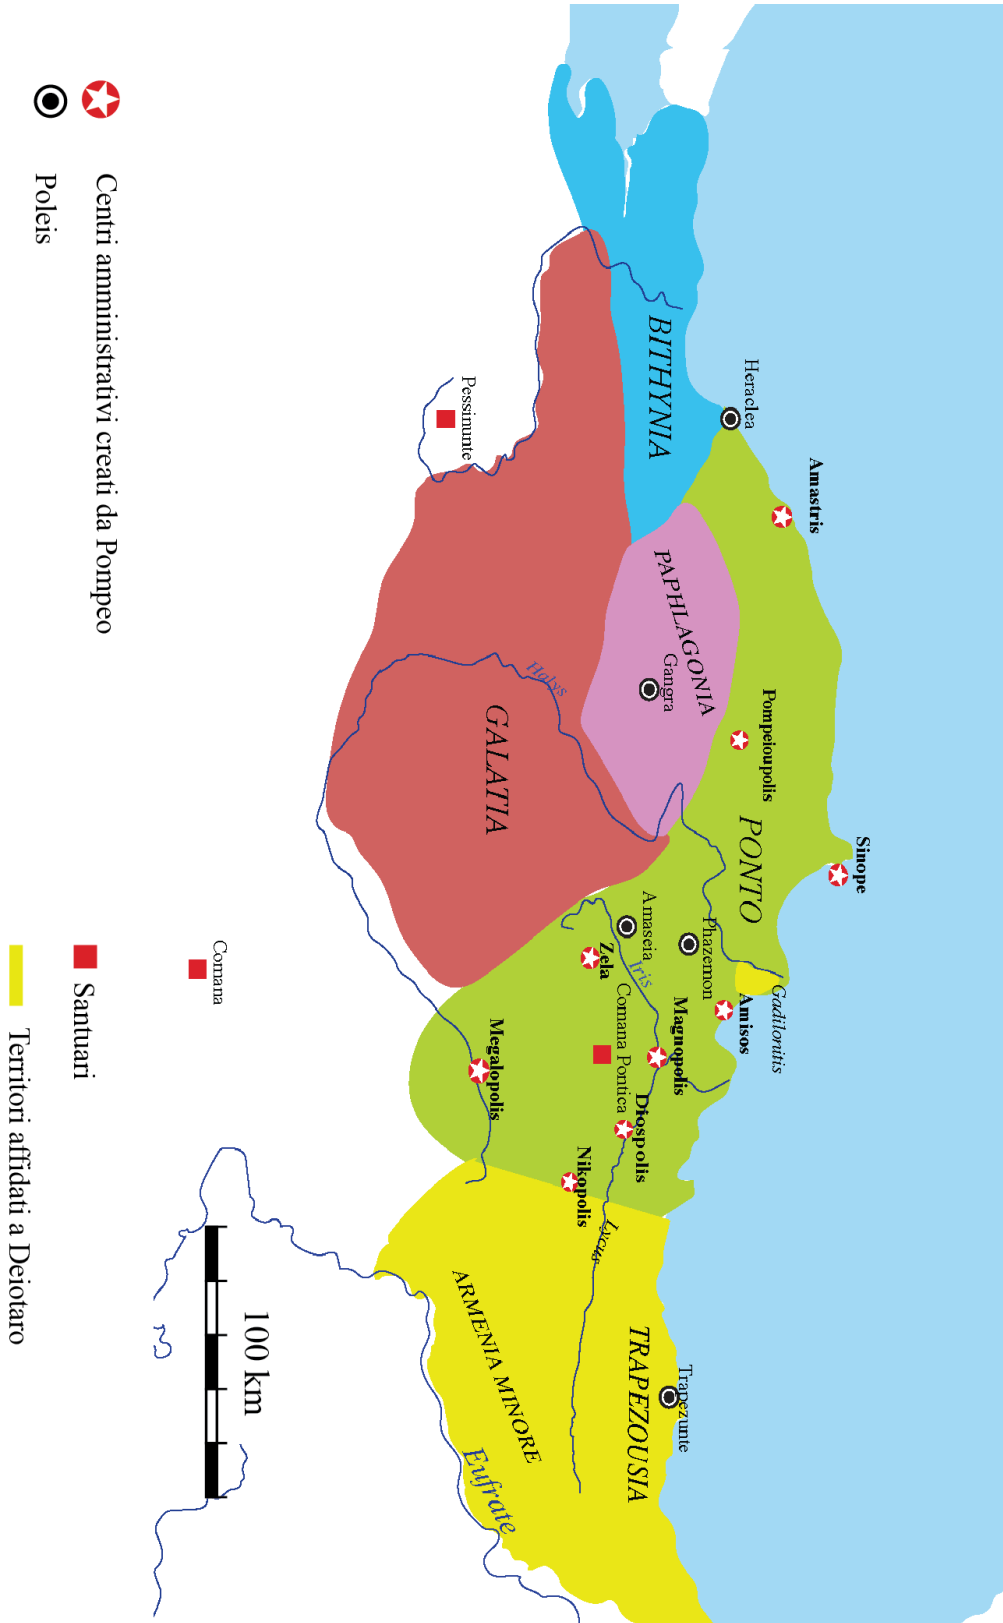 Heraclea
Amastris
Sinope
Pompeioupolis
BITHYNIA
PAPHLAGONIA
Gangra
PONTO
Gadilonitis
Phazemon
Amisos
Amaseia
Iris
Zela
Magnopolis
Comana Pontica
Diospolis
Halys
GALATIA
Pessinunte
Megalopolis
Nikopolis
Lycus
TRAPEZOUSIA
Trapezunte
ARMENIA MINORE
Eufrate
Comana
100 km
Centri amministrativi creati da Pompeo
Poleis
Santuari
Territori affidati a Deiotaro